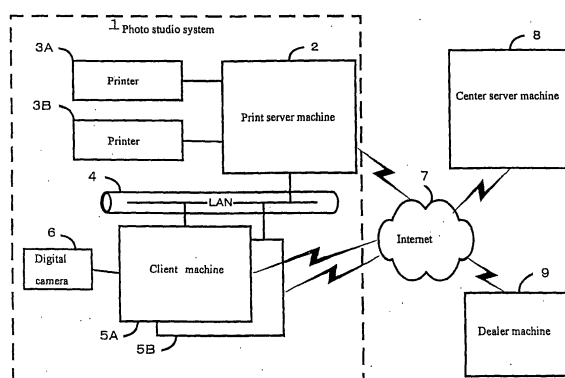 1 Photo studio system
3A
Printer
3B
Printer
2
Print server machine
8
Center server machine
4
LAN
7
Internet
6
Digital
camera
Client machine
5A
5B
9
Dealer machine